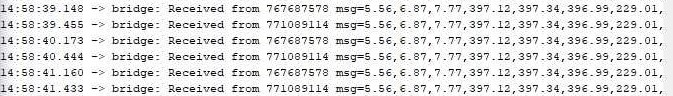 14:58:39.148 -> bridge: Received from 767687578 msg=5.56,6.87,7.77,397.12,397.34,396.99,229.01,
14:58:39.455 -> bridge: Received from 771089114 msg=5.56,6.87,7.77,397.12,397.34,396.99,229.01,
14:58:40.173 -> bridge: Received from 767687578 msg=5.56,6.87,7.77,397.12,397.34,396.99,229.01,
14:58:40.444 -> bridge: Received from 771089114 msg=5.56,6.87,7.77,397.12,397.34,396.99,229.01,
14:58:41.160 -> bridge: Received from 767687578 msg=5.56,6.87,7.77,397.12,397.34,396.99,229.01,
14:58:41.433 -> bridge: Received from 771089114 msg=5.56,6.87,7.77,397.12,397.34,396.99,229.01,